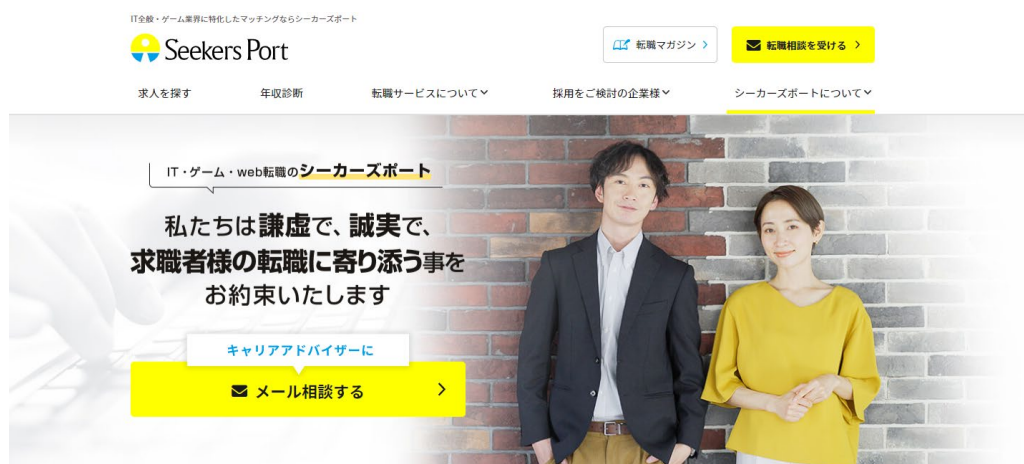 IT全般・ゲーム業界に特化したマッチングならシーカーズポート
Seekers Port
転職マガジン
転職相談を受ける
求人を探す 年収診断 転職サービスについて 採用をご検討の企業様 シーカーズポートについて
IT・ゲーム・web転職のシーカーズポート
私たちは謙虚で、誠実で、
求職者様の転職に寄り添う事を
お約束いたします
キャリアアドバイザーに
メール相談する